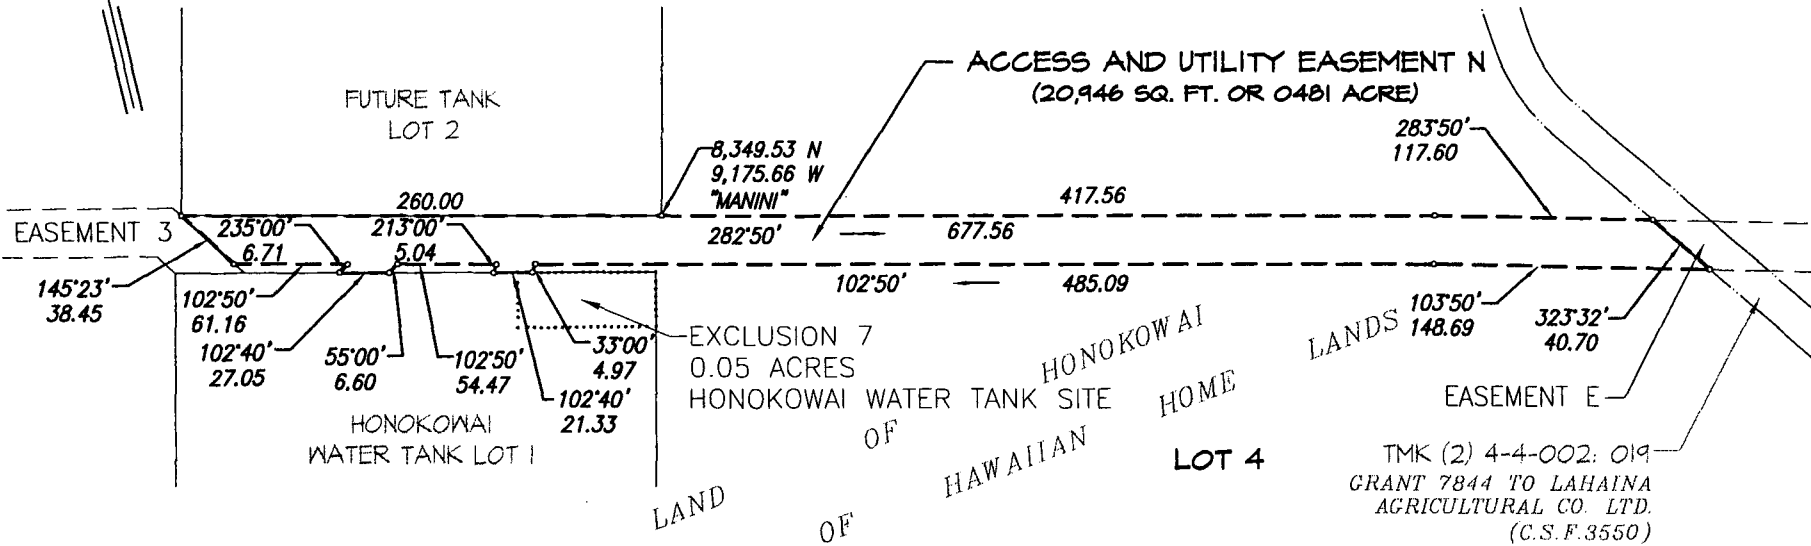 ACCESS AND UTILITY EASEMENT N
(20,946 SQ. FT. OR 0481 ACRE)
FUTURE TANK
LOT 2
8,349.53 N
9,175.66 W
"MANINI"
283°50'
117.60
260.00
417.56
EASEMENT 3
235°00'
6.71
213°00'
5.04
282°50'
677.56
145°23'
38.45
102°50'
61.16
102°40'
27.05
55°00'
6.60
102°50'
54.47
33°00'
4.97
102°40'
21.33
102°50'
485.09
103°50'
148.69
323°32'
40.70
EXCLUSION 7
0.05 ACRES
HONOKOWAI WATER TANK SITE
HONOKOWAI
WATER TANK LOT 1
HONOKOWAI
LAND OF HAWAIIAN HOME LANDS
OF
LOT 4
EASEMENT E
TMK (2) 4-4-002: 019
GRANT 7844 TO LAHAINA
AGRICULTURAL CO. LTD.
(C.S.F.3550)